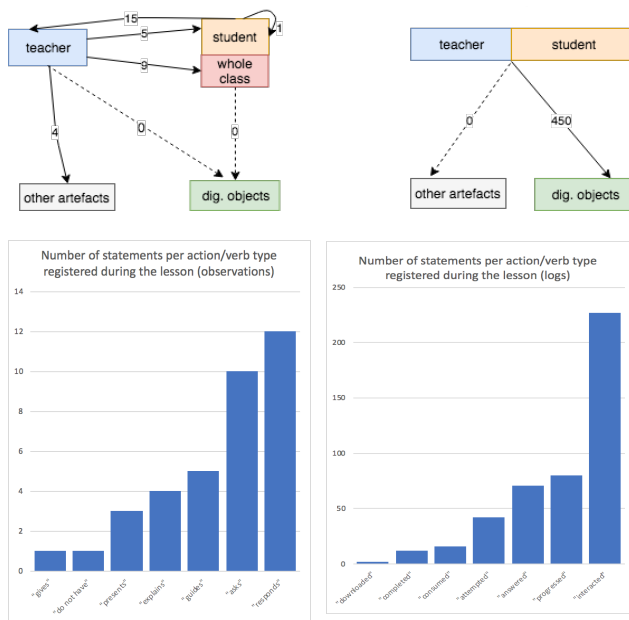 15
teacher
5
student
1
9
whole
class
0
0
4
other artefacts
dig. objects
teacher
student
0
450
other artefacts
dig. objects
Number of statements per action/verb type
registered during the lesson (observations)
14
12
10
8
6
4
2
0
"gives"
"do not have"
"presents"
"explains"
"guides"
"asks"
"responds"
Number of statements per action/verb type
registered during the lesson (logs)
250
200
150
100
50
0
"downloaded"
"completed"
"consumed"
"attempted"
"answered"
"progressed"
"interacted"